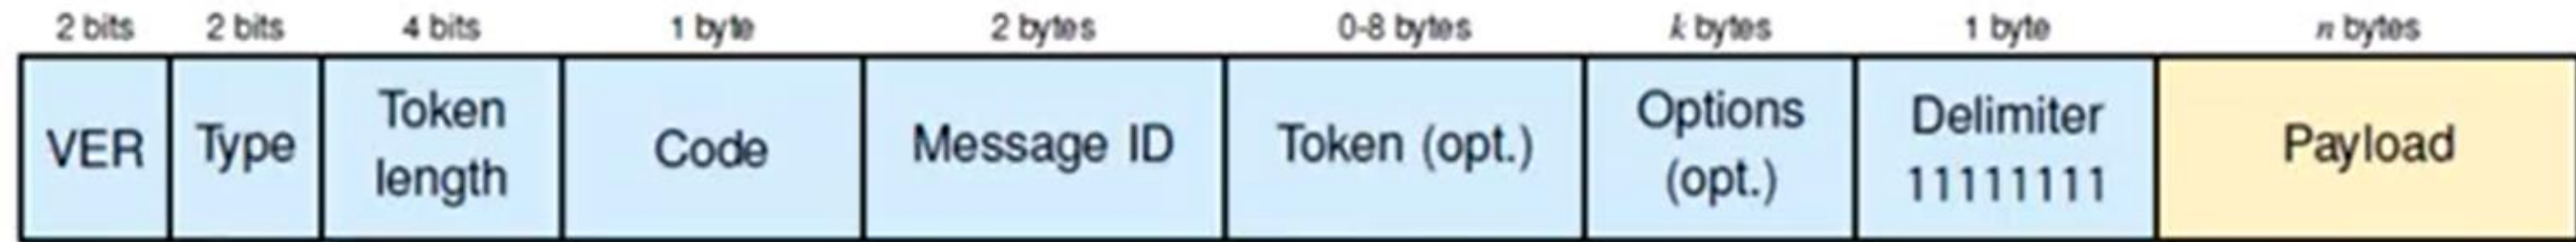 2 bits 2 bits 4 bits 1 byte 2 bytes 0-8 bytes k bytes 1 byte n bytes
VER
Type
Token
length
Code
Message ID
Token (opt.)
Options
(opt.)
Delimiter
11111111
Payload